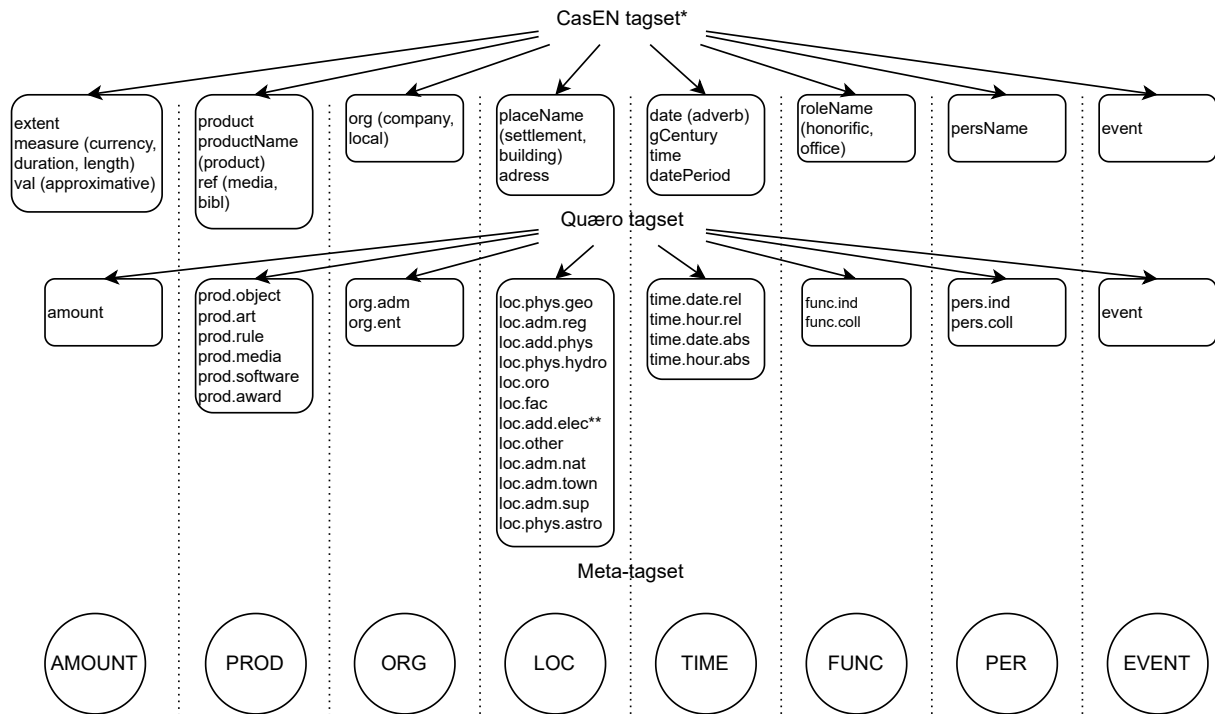 CasEN tagset*
extent
measure (currency,
duration, length)
val (approximative)
product
productName
(product)
ref (media,
bibl)
org (company,
local)
placeName
(settlement,
building)
adress
date (adverb)
gCentury
time
datePeriod
roleName
(honorific,
office)
persName
event
Quæro tagset
amount
prod.object
prod.art
prod.rule
prod.media
prod.software
prod.award
org.adm
org.ent
loc.phys.geo
loc.adm.reg
loc.add.phys
loc.phys.hydro
loc.oro
loc.fac
loc.add.elec**
loc.other
loc.adm.nat
loc.adm.town
loc.adm.sup
loc.phys.astro
time.date.rel
time.hour.rel
time.date.abs
time.hour.abs
func.ind
func.coll
pers.ind
pers.coll
event
Meta-tagset
AMOUNT
PROD
ORG
LOC
TIME
FUNC
PER
EVENT